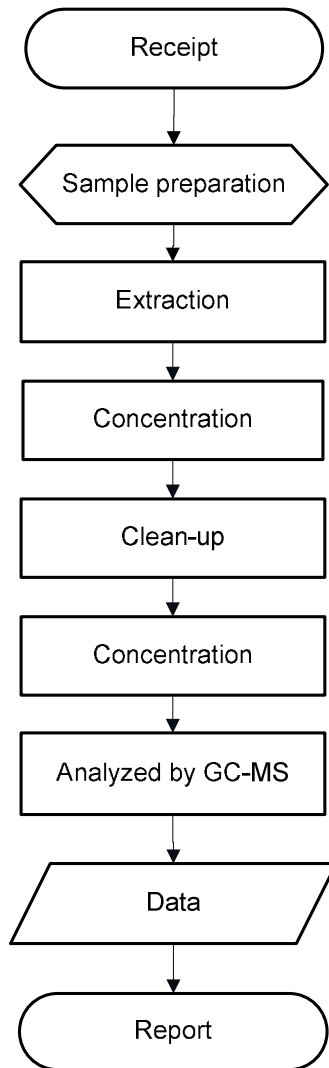 Receipt
Sample preparation
Extraction
Concentration
Clean-up
Concentration
Analyzed by GC-MS
Data
Report